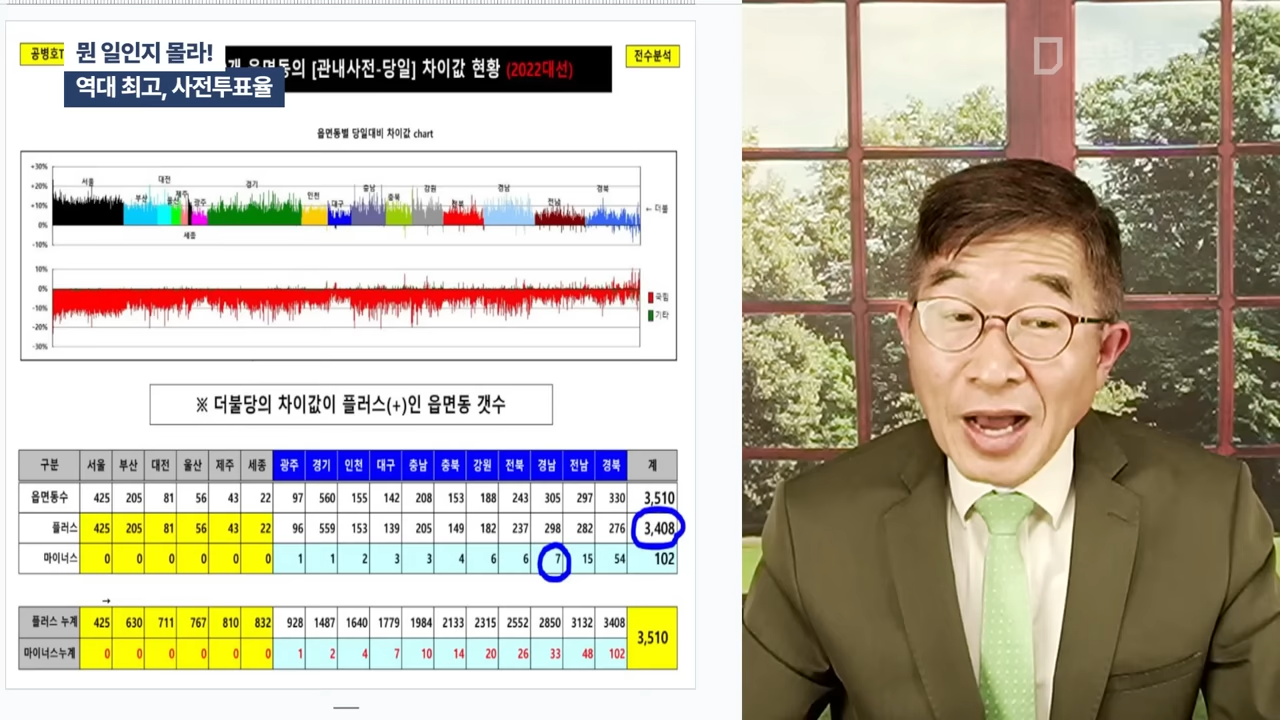 공병호T
뭔 일인지 몰라!
역대 최고, 사전투표율
읍면동의 [관내사전-당일] 차이값 현황 (2022대선)
전수분석
읍면동별 당일대비 차이값 chart
+30%
+20%
+10%
0%
-10%
서울
부산
대전
울산
제주
세종
광주
경기
인천
대구
충남
충북
강원
전북
경남
전남
경북
← 더불
10%
0%
-10%
-20%
-30%
국힘
기타
※ 더불당의 차이값이 플러스(+)인 읍면동 갯수
구분 서울 부산 대전 울산 제주 세종 광주 경기 인천 대구 충남 충북 강원 전북 경남 전남 경북 계
읍면동수 425 205 81 56 43 22 97 560 155 142 208 153 188 243 305 297 330 3,510
플러스 425 205 81 56 43 22 96 559 153 139 205 149 182 237 298 282 276 3,408
마이너스 0 0 0 0 0 0 1 1 2 3 3 4 6 6 7 15 54 102
→
플러스 누계 425 630 711 767 810 832 928 1487 1640 1779 1984 2133 2315 2552 2850 3132 3408 3,510
마이너스누계 0 0 0 0 0 0 1 2 4 7 10 14 20 26 33 48 102